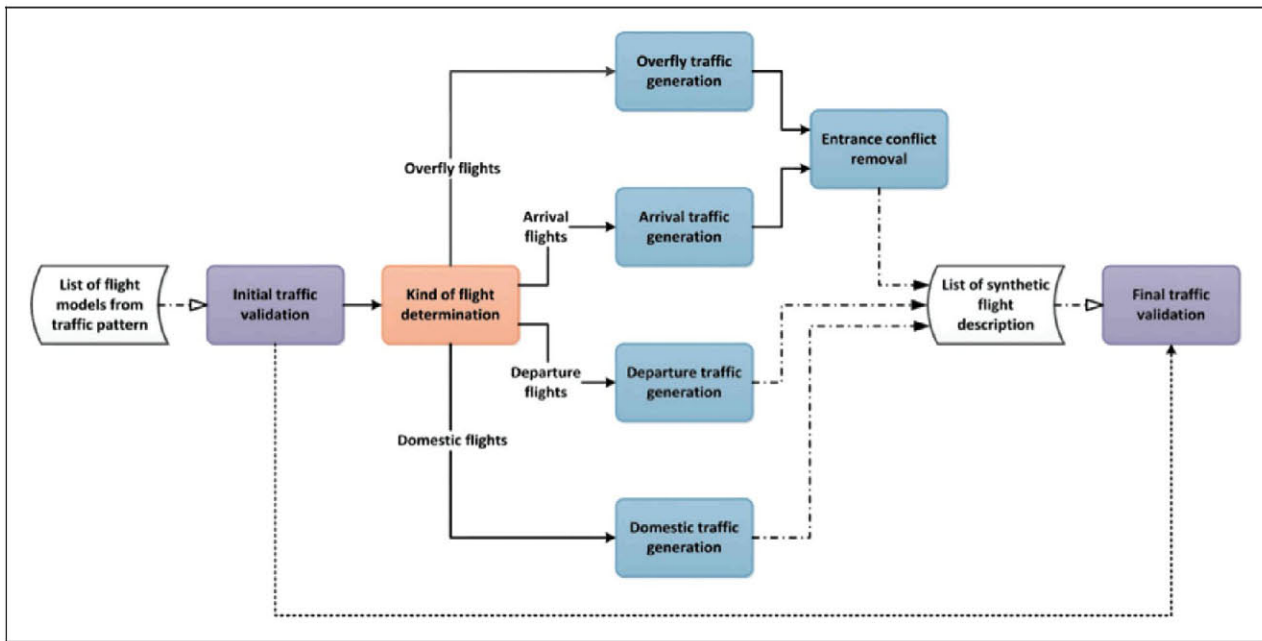 Overfly traffic
generation
Entrance conflict
removal
Overfly flights
Arrival
flights
Arrival traffic
generation
List of flight
models from
traffic pattern
Initial traffic
validation
Kind of flight
determination
List of synthetic
flight
description
Final traffic
validation
Departure
flights
Departure traffic
generation
Domestic flights
Domestic traffic
generation